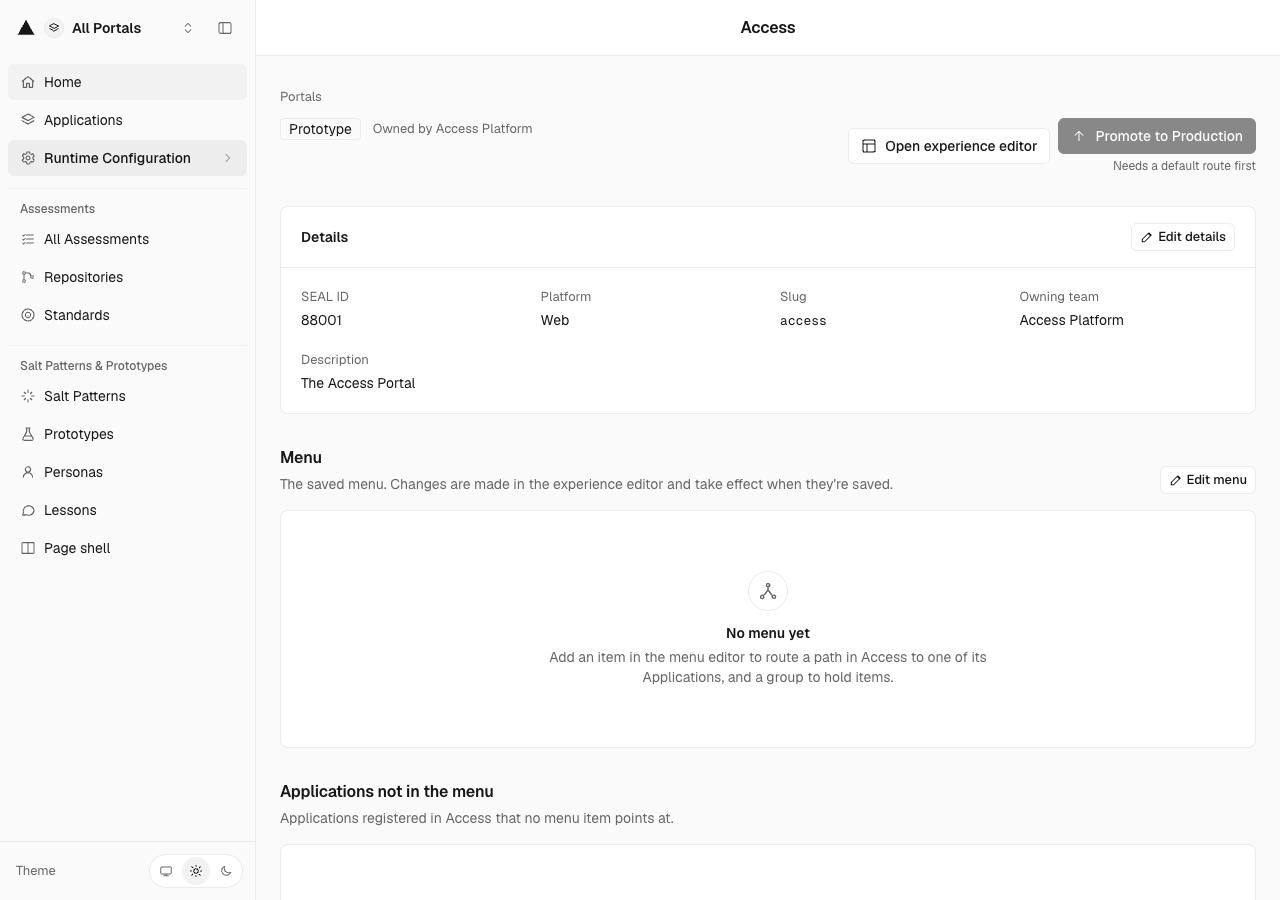 All Portals
Home
Applications
Runtime Configuration
Assessments
All Assessments
Repositories
Standards
Salt Patterns & Prototypes
Salt Patterns
Prototypes
Personas
Lessons
Page shell
Theme
Access
Portals
Prototype Owned by Access Platform
Open experience editor
Promote to Production
Needs a default route first
Details
Edit details
SEAL ID Platform Slug Owning team
88001 Web access Access Platform
Description
The Access Portal
Menu
The saved menu. Changes are made in the experience editor and take effect when they're saved.
Edit menu
No menu yet
Add an item in the menu editor to route a path in Access to one of its
Applications, and a group to hold items.
Applications not in the menu
Applications registered in Access that no menu item points at.